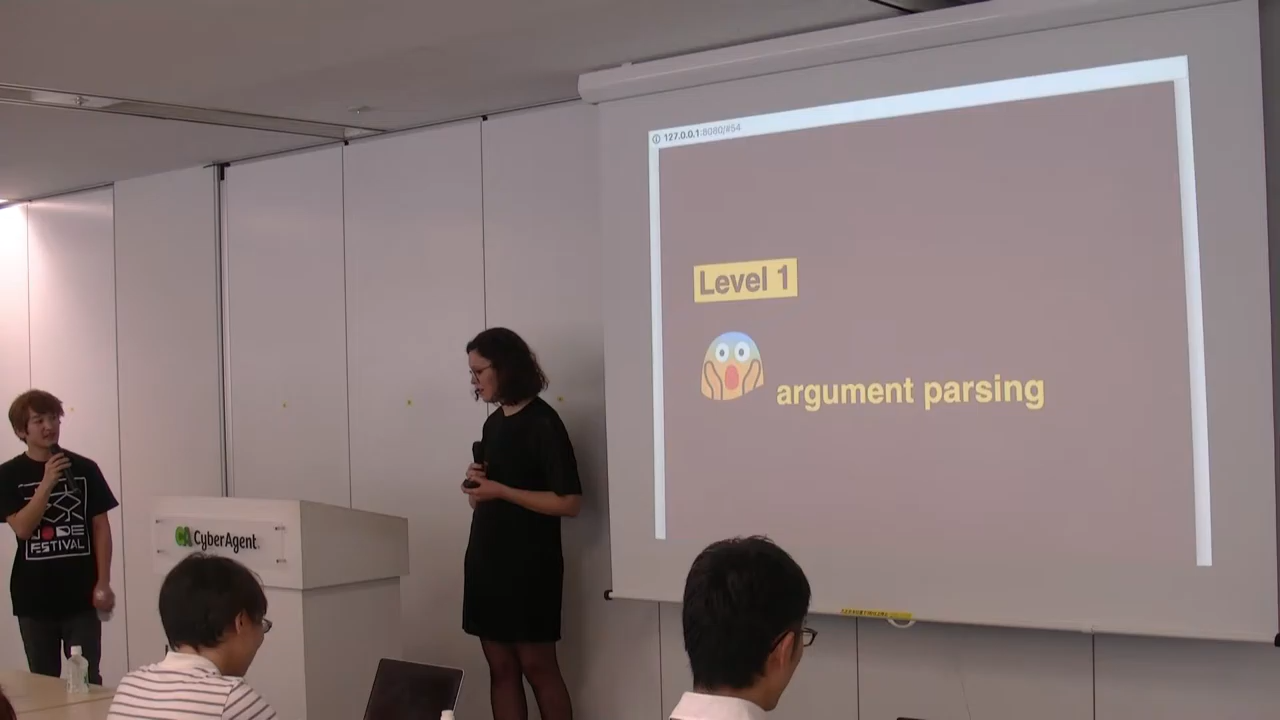 127.0.0.1:8080/#54
Level 1
argument parsing
CyberAgent
NODE
FESTIVAL